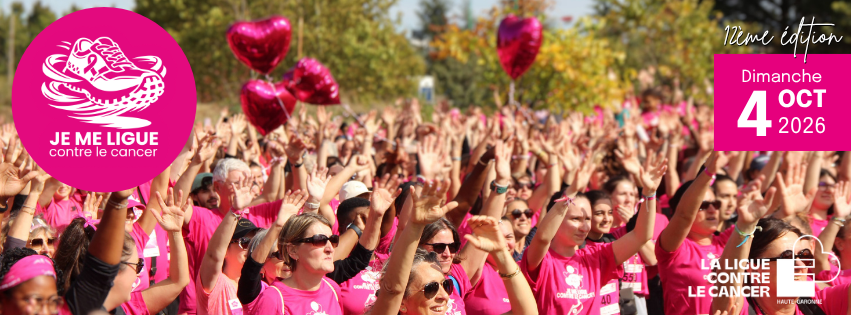 JE ME LIGUE
contre le cancer
12ème édition
Dimanche
4 OCT
2026
LA LIGUE
CONTRE
LE CANCER
HAUTE-GARONNE